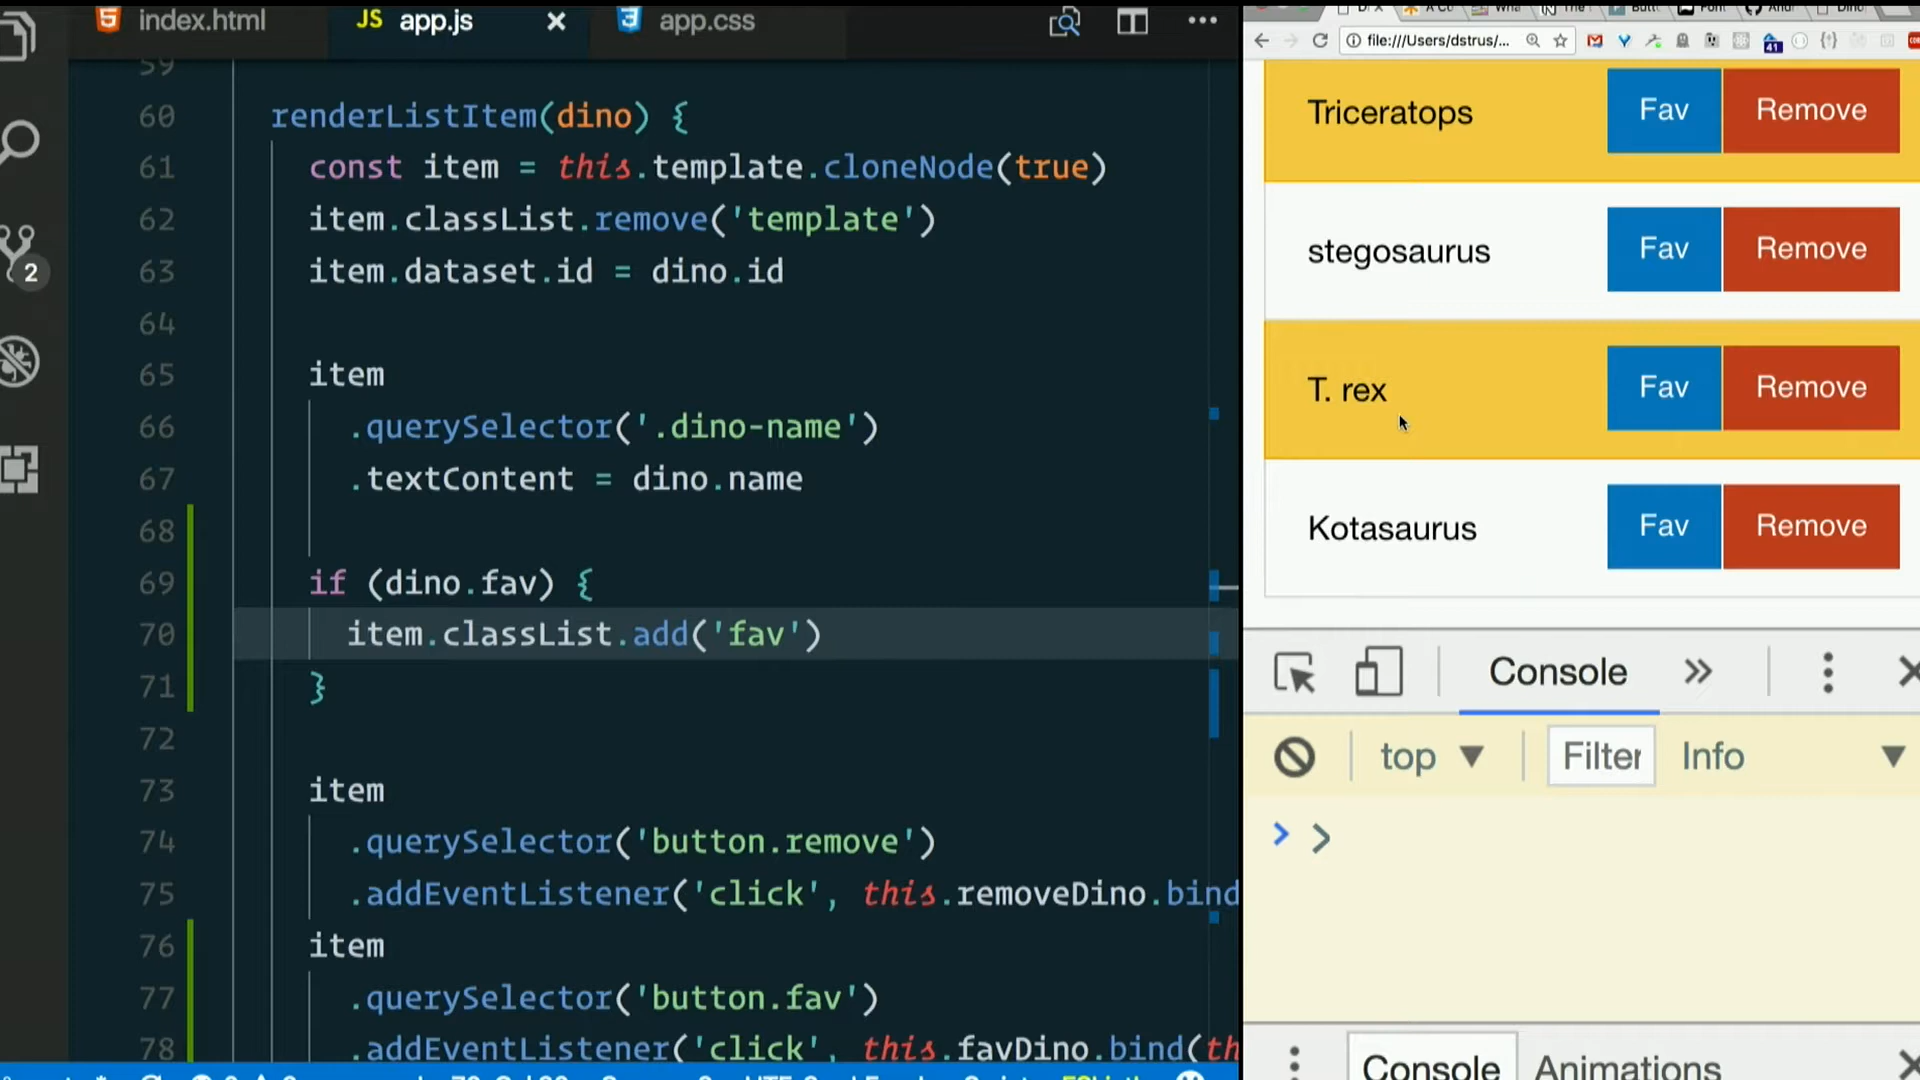 index.html
JS app.js
app.css
59
60 renderListItem(dino) {
61 const item = this.template.cloneNode(true)
62 item.classList.remove('template')
63 item.dataset.id = dino.id
64
65 item
66 .querySelector('.dino-name')
67 .textContent = dino.name
68
69 if (dino.fav) {
70 item.classList.add('fav')
71 }
72
73 item
74 .querySelector('button.remove')
75 .addEventListener('click', this.removeDino.bind
76 item
77 .querySelector('button.fav')
78 .addEventListener('click', this.favDino.bind(th
2
file:///Users/dstrus/...
41
Triceratops Fav Remove
stegosaurus Fav Remove
T. rex Fav Remove
Kotasaurus Fav Remove
Console »
top Filter Info
> >
Console Animations